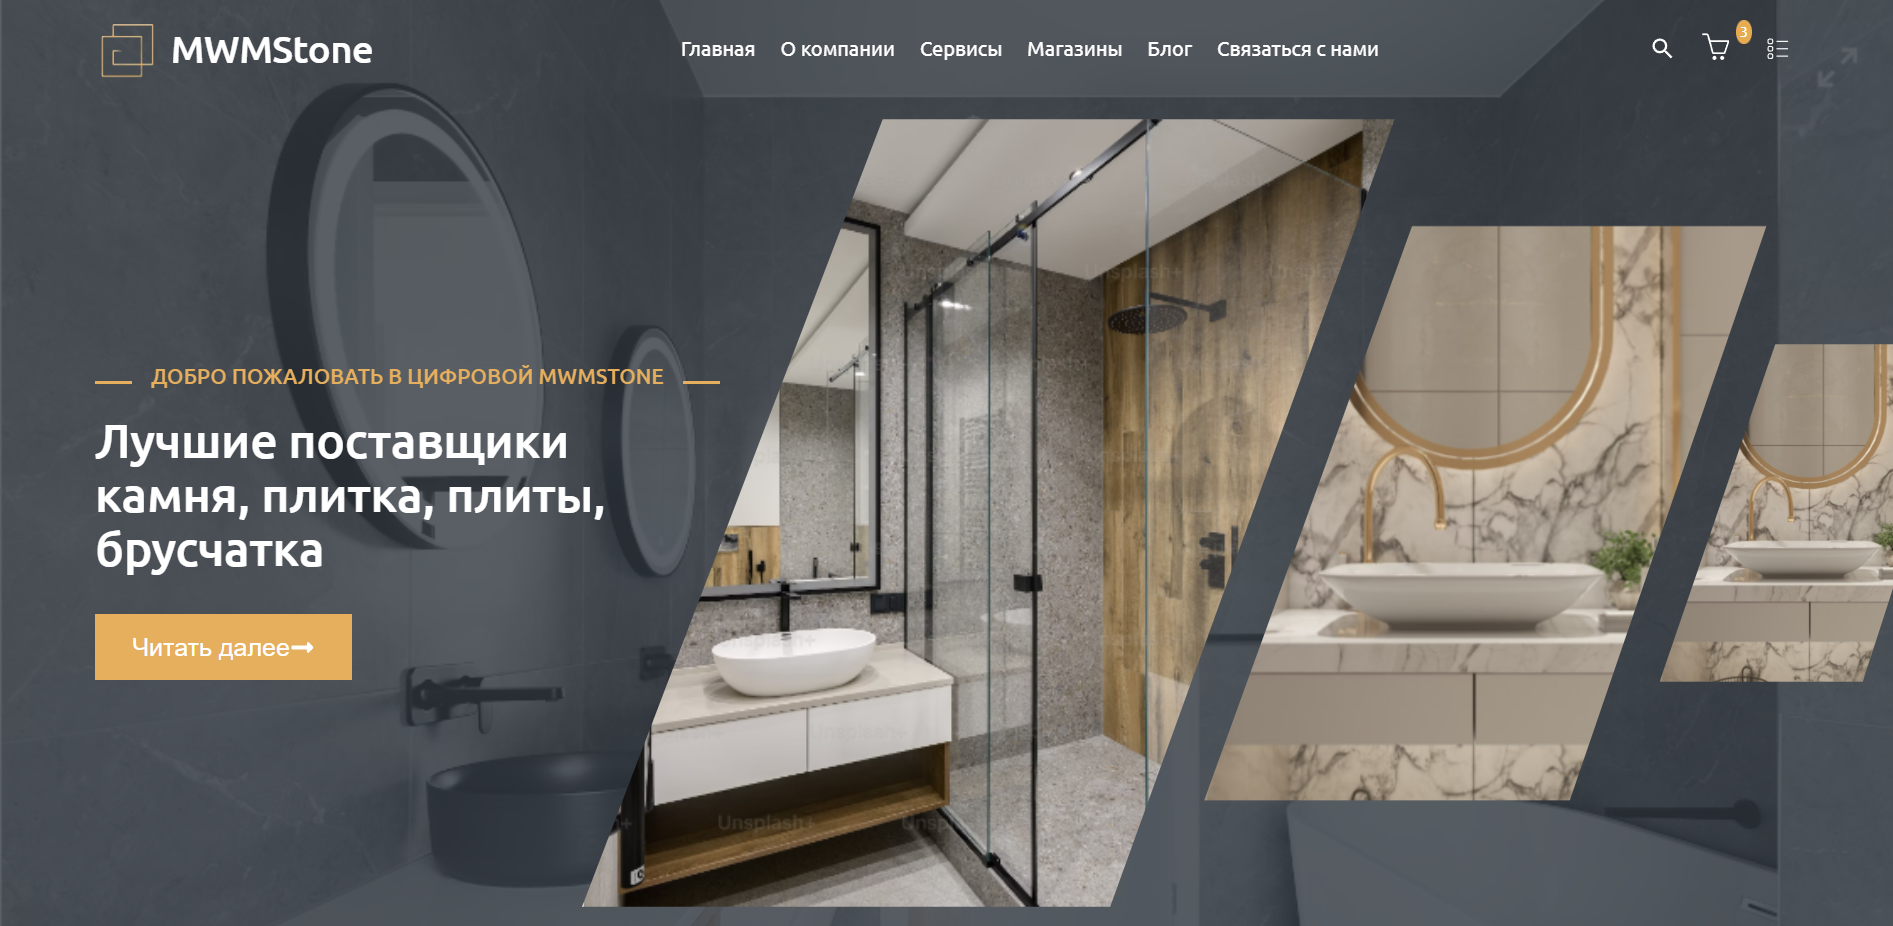 MWMStone
Главная О компании Сервисы Магазины Блог Связаться с нами
3
ДОБРО ПОЖАЛОВАТЬ В ЦИФРОВОЙ MWMSTONE
Лучшие поставщики
камня, плитка, плиты,
брусчатка
Читать далее
Unsplash+
Unsplash+